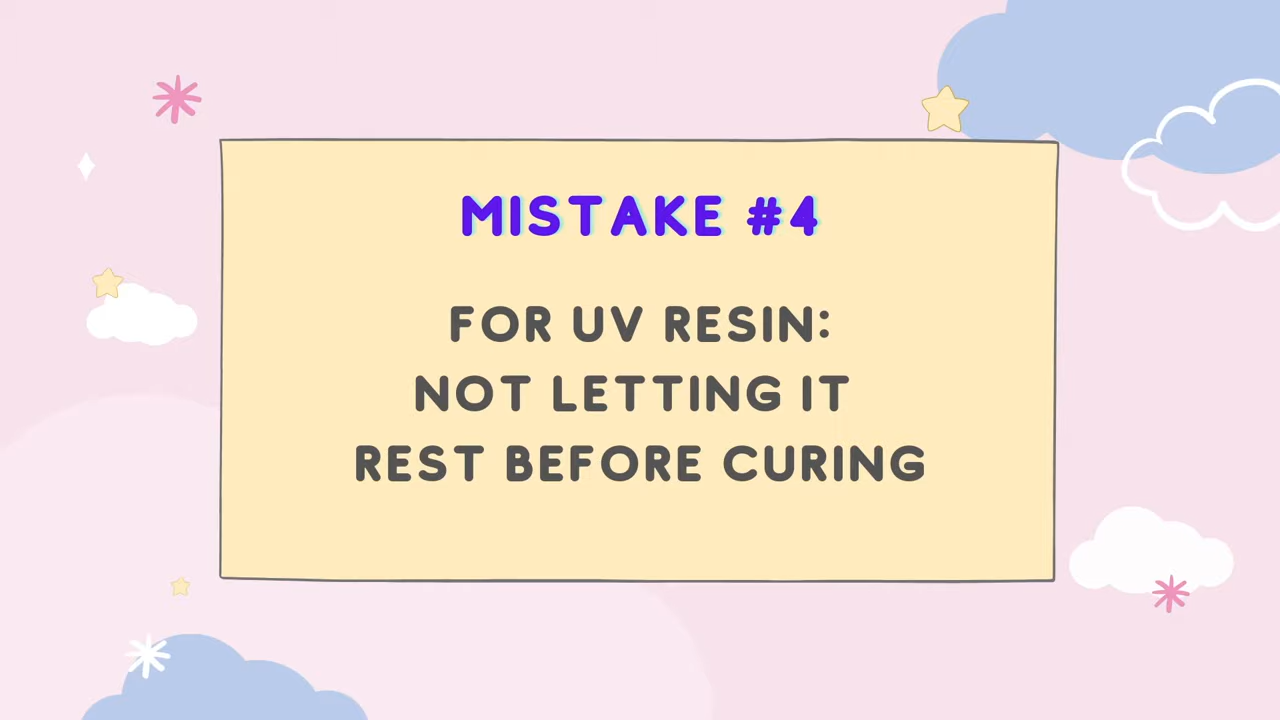 MISTAKE #4
FOR UV RESIN:
NOT LETTING IT
REST BEFORE CURING